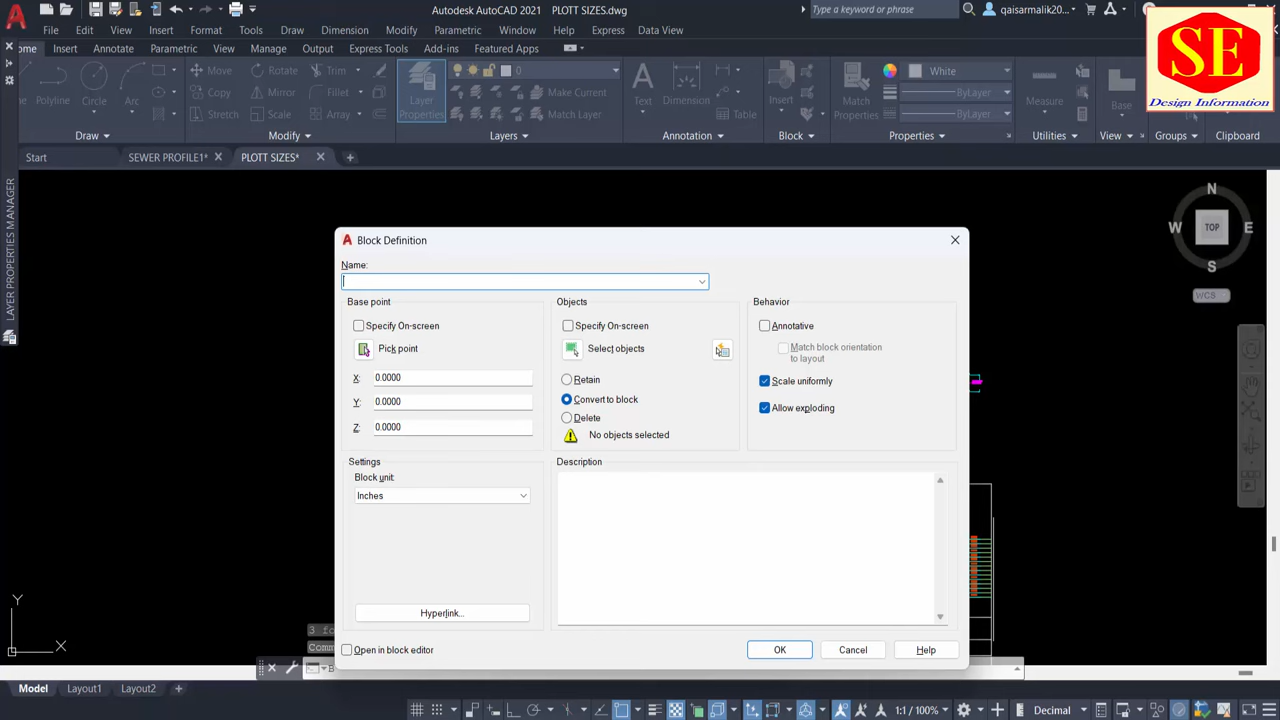 Autodesk AutoCAD 2021 PLOTT SIZES.dwg
Type a keyword or phrase
qaisarmalik20...
File Edit View Insert Format Tools Draw Dimension Modify Parametric Window Help Express Data View
ome Insert Annotate Parametric View Manage Output Express Tools Add-ins Featured Apps
Polyline Circle Arc
Move Rotate Trim
Copy Mirror Fillet
Stretch Scale Array
Layer Properties
0
Make Current
Match Layer
Text Dimension Table
Insert
Match Properties
White
ByLayer
ByLayer
Measure
Base
Draw Modify Layers Annotation Block Properties Utilities View Groups Clipboard
SE
Design Information
Start SEWER PROFILE1* PLOTT SIZES*
LAYER PROPERTIES MANAGER
N
W TOP E
S
WCS
Block Definition
Name:
Base point
Specify On-screen
Pick point
X: 0.0000
Y: 0.0000
Z: 0.0000
Objects
Specify On-screen
Select objects
Retain
Convert to block
Delete
No objects selected
Behavior
Annotative
Match block orientation
to layout
Scale uniformly
Allow exploding
Settings
Block unit:
Inches
Hyperlink...
Description
Open in block editor
OK Cancel Help
3 fo
Comm
Y
X
Model Layout1 Layout2
1:1 / 100%
Decimal